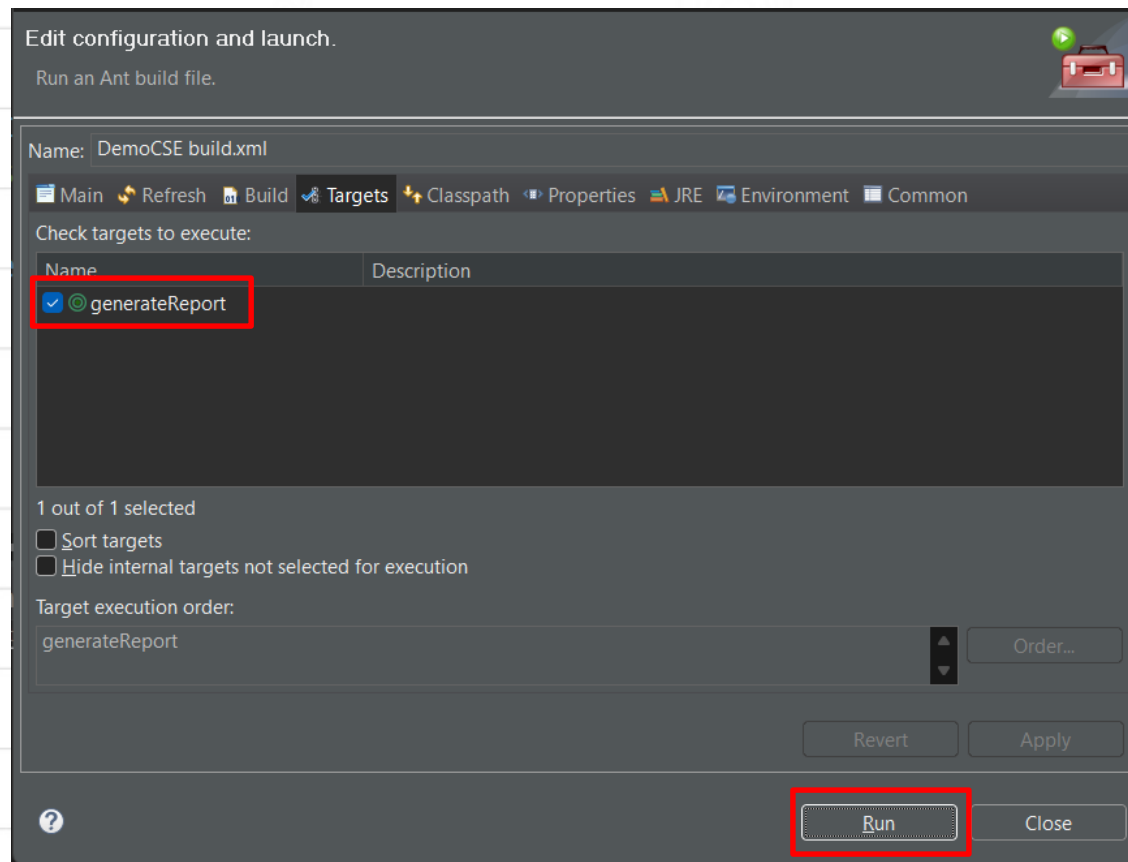 Edit configuration and launch.
Run an Ant build file.
Name: DemoCSE build.xml
Main Refresh Build Targets Classpath Properties JRE Environment Common
Check targets to execute:
Name Description
generateReport
1 out of 1 selected
Sort targets
Hide internal targets not selected for execution
Target execution order:
generateReport
Order...
Revert Apply
? Run Close